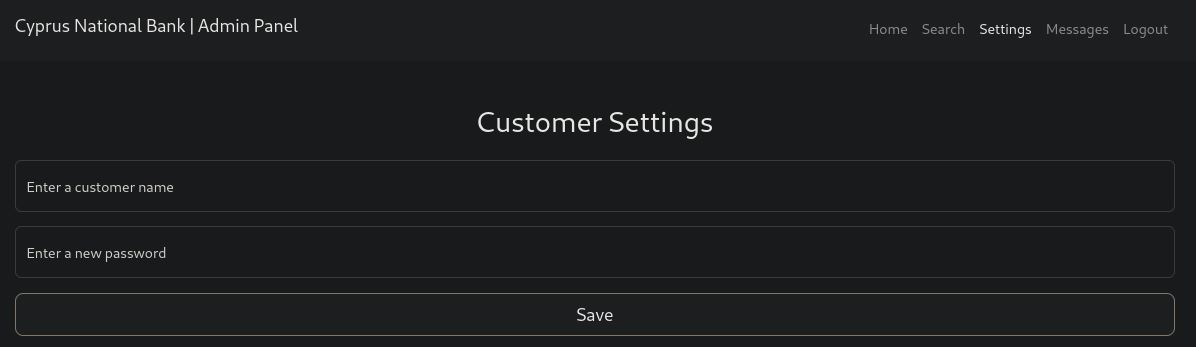 Cyprus National Bank | Admin Panel
Home Search Settings Messages Logout
Customer Settings
Enter a customer name
Enter a new password
Save